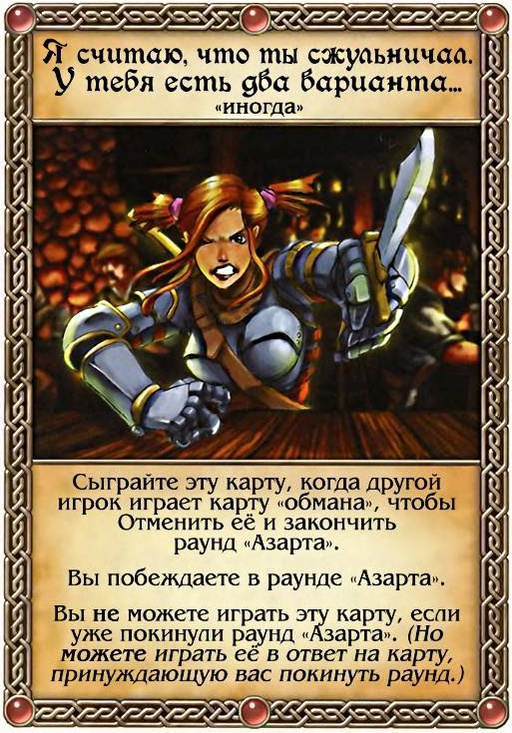 Я считаю, что ты сжульничал.
У тебя есть два варианта...
«иногда»
Сыграйте эту карту, когда другой
игрок играет карту «обмана», чтобы
Отменить её и закончить
раунд «Азарта».
Вы побеждаете в раунде «Азарта».
Вы не можете играть эту карту, если
уже покинули раунд «Азарта». (Но
можете играть её в ответ на карту,
принуждающую вас покинуть раунд.)